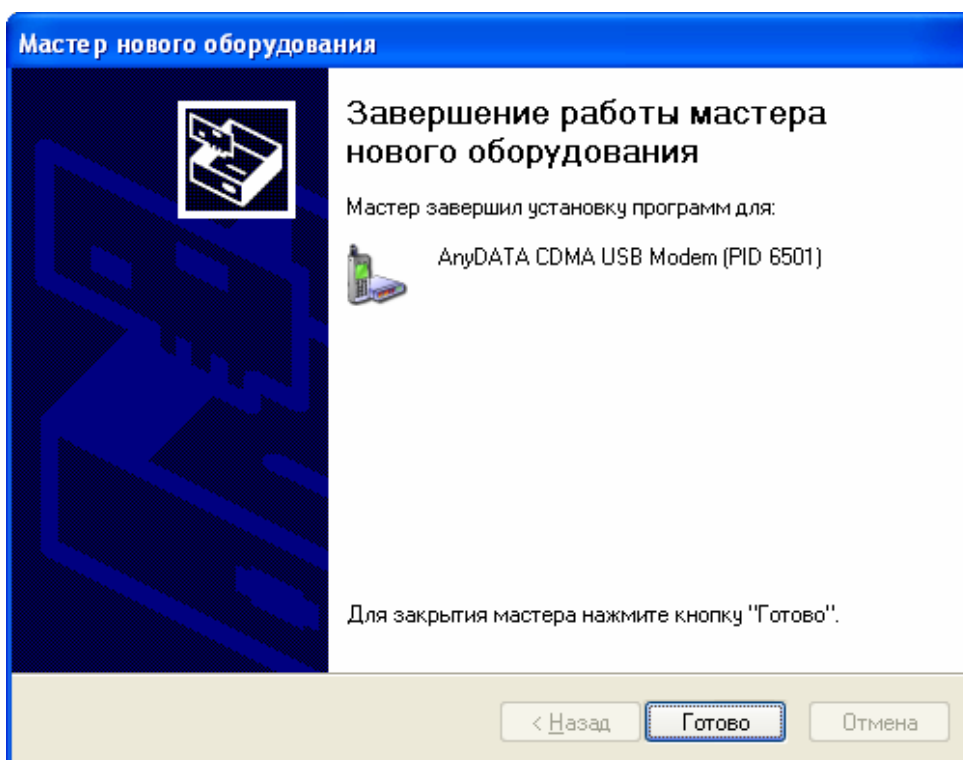 Мастер нового оборудования
Завершение работы мастера
нового оборудования
Мастер завершил установку программ для:
AnyDATA CDMA USB Modem (PID 6501)
Для закрытия мастера нажмите кнопку "Готово".
< Назад Готово Отмена